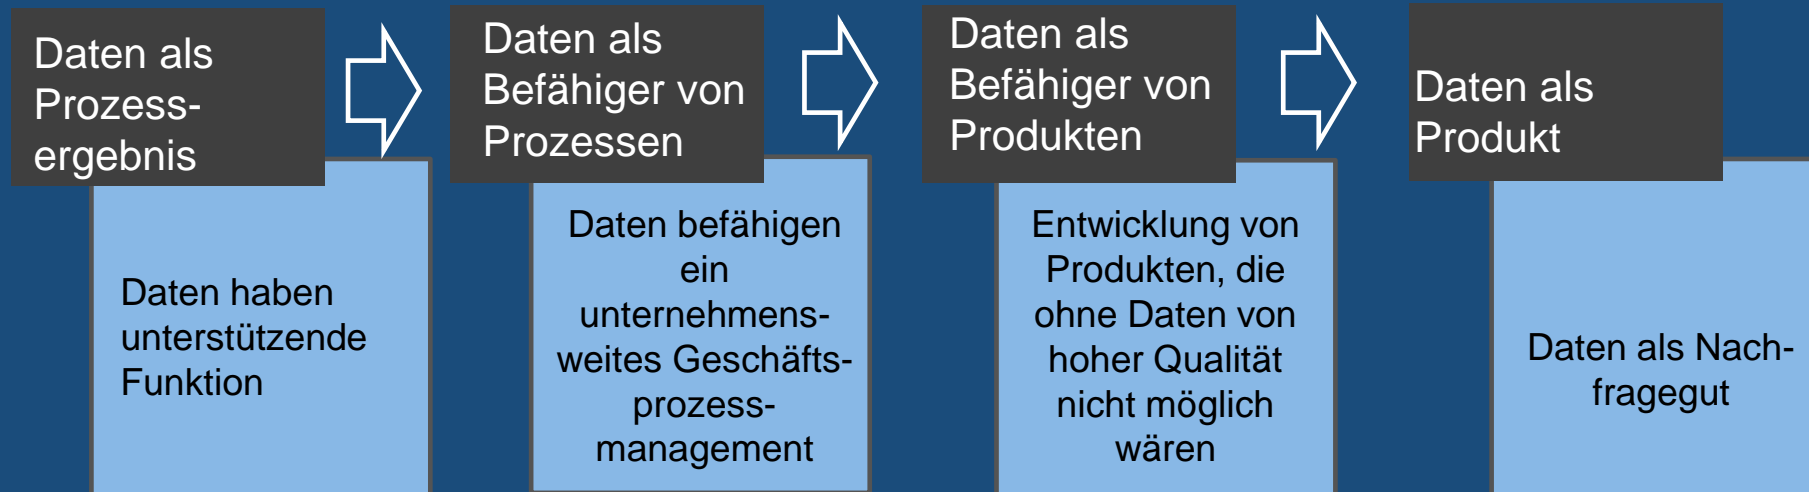 Daten als
Prozess-
ergebnis
Daten haben
unterstützende
Funktion
Daten als
Befähiger von
Prozessen
Daten befähigen
ein
unternehmens-
weites Geschäfts-
prozess-
management
Daten als
Befähiger von
Produkten
Entwicklung von
Produkten, die
ohne Daten von
hoher Qualität
nicht möglich
wären
Daten als
Produkt
Daten als Nach-
fragegut